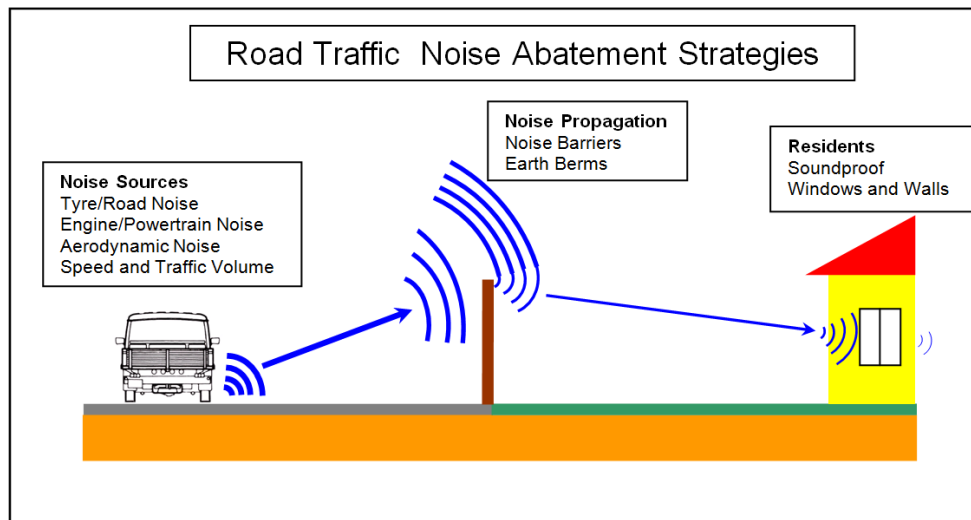 Road Traffic Noise Abatement Strategies
Noise Propagation
Noise Barriers
Earth Berms
Residents
Soundproof
Windows and Walls
Noise Sources
Tyre/Road Noise
Engine/Powertrain Noise
Aerodynamic Noise
Speed and Traffic Volume